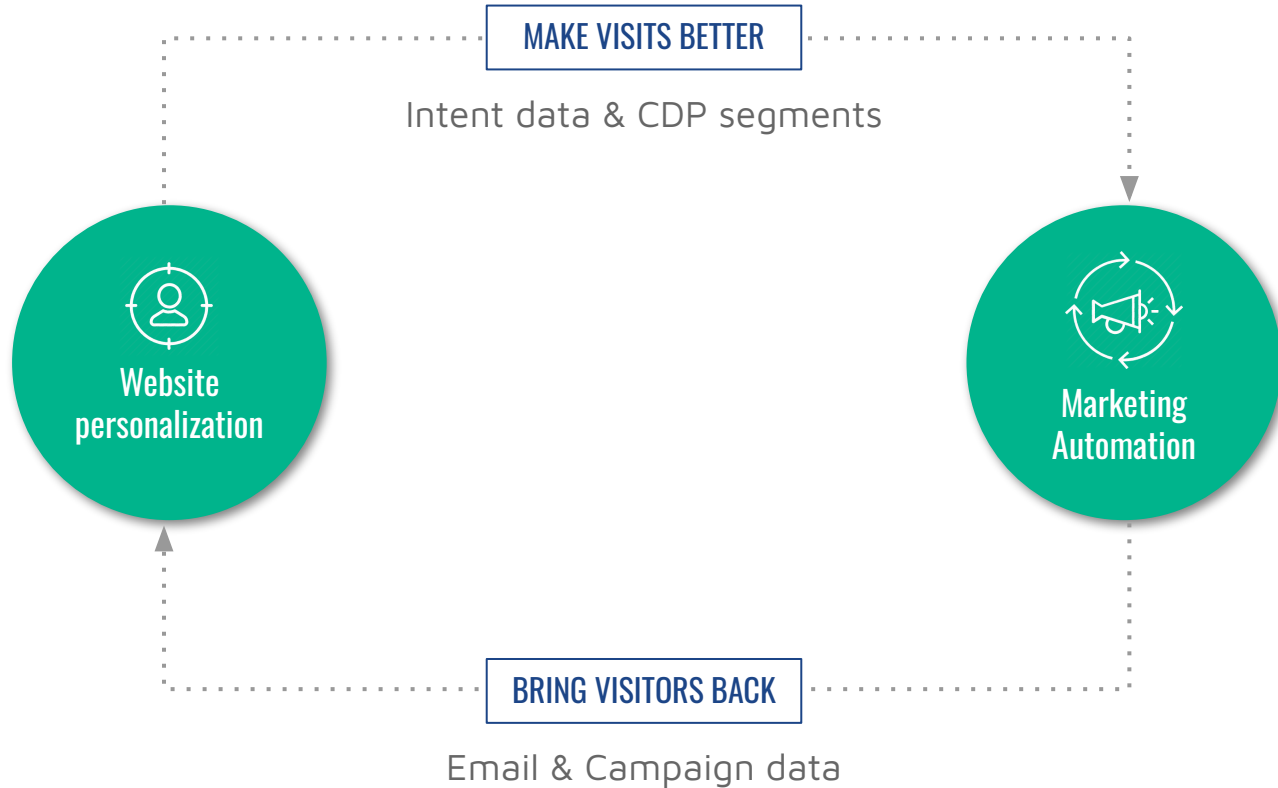 MAKE VISITS BETTER
Intent data & CDP segments
Website
personalization
Marketing
Automation
BRING VISITORS BACK
Email & Campaign data